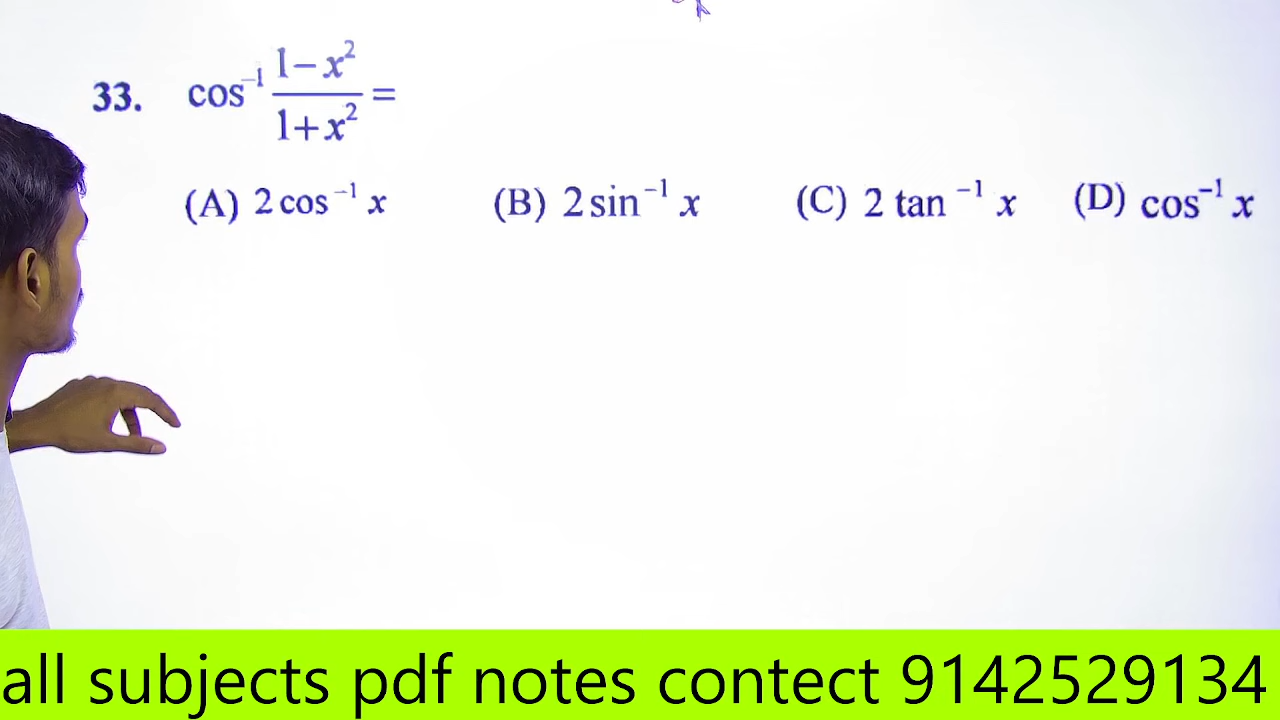 33. cos⁻¹ (1−x²)/(1+x²) =
(A) 2 cos⁻¹ x (B) 2 sin⁻¹ x (C) 2 tan⁻¹ x (D) cos⁻¹ x
all subjects pdf notes contect 9142529134